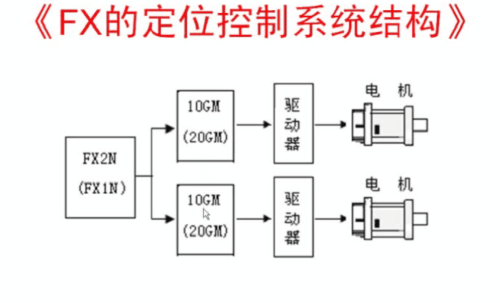 《FX的定位控制系统结构》
FX2N
(FX1N)
10GM
(20GM)
驱动器
电 机
10GM
(20GM)
驱动器
电 机